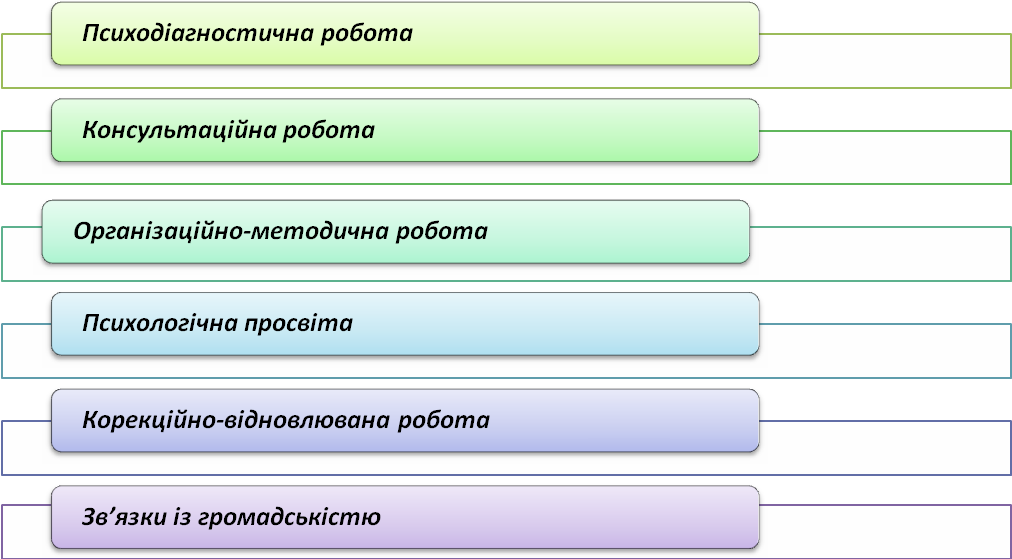 Психодіагностична робота
Консультаційна робота
Організаційно-методична робота
Психологічна просвіта
Корекційно-відновлювана робота
Зв’язки із громадськістю